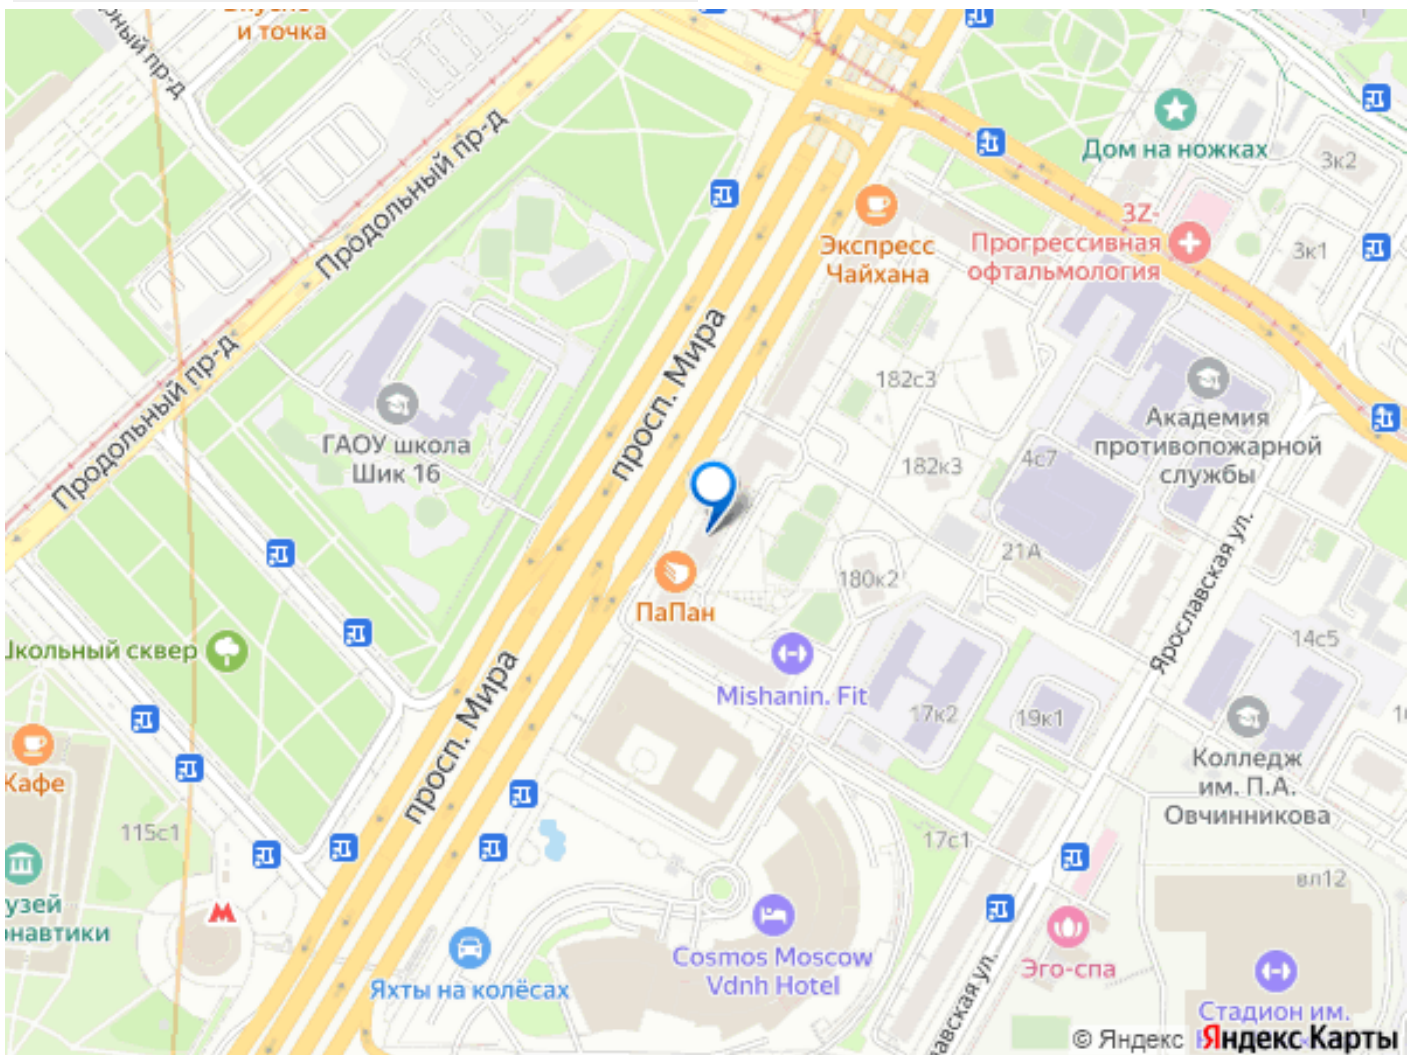 и точка
Продольный пр-д
Дом на ножках
3к2
3Z-
Прогрессивная
офтальмология
3к1
Экспресс
Чайхана
просп. Мира
Продольный пр-д
182с3
Академия
противопожарной
службы
ГАОУ школа
Шик 16
182к3
4с7
21А
180к2
ПаПан
Ярославская ул.
14с5
Школьный сквер
Mishanin. Fit
17к2
19к1
просп. Мира
Кафе
Колледж
им. П.А.
Овчинникова
115с1
17с1
вл12
Cosmos Moscow
Vdnh Hotel
Яхты на колёсах
Эго-спа
Стадион им.
© Яндекс Яндекс Карты